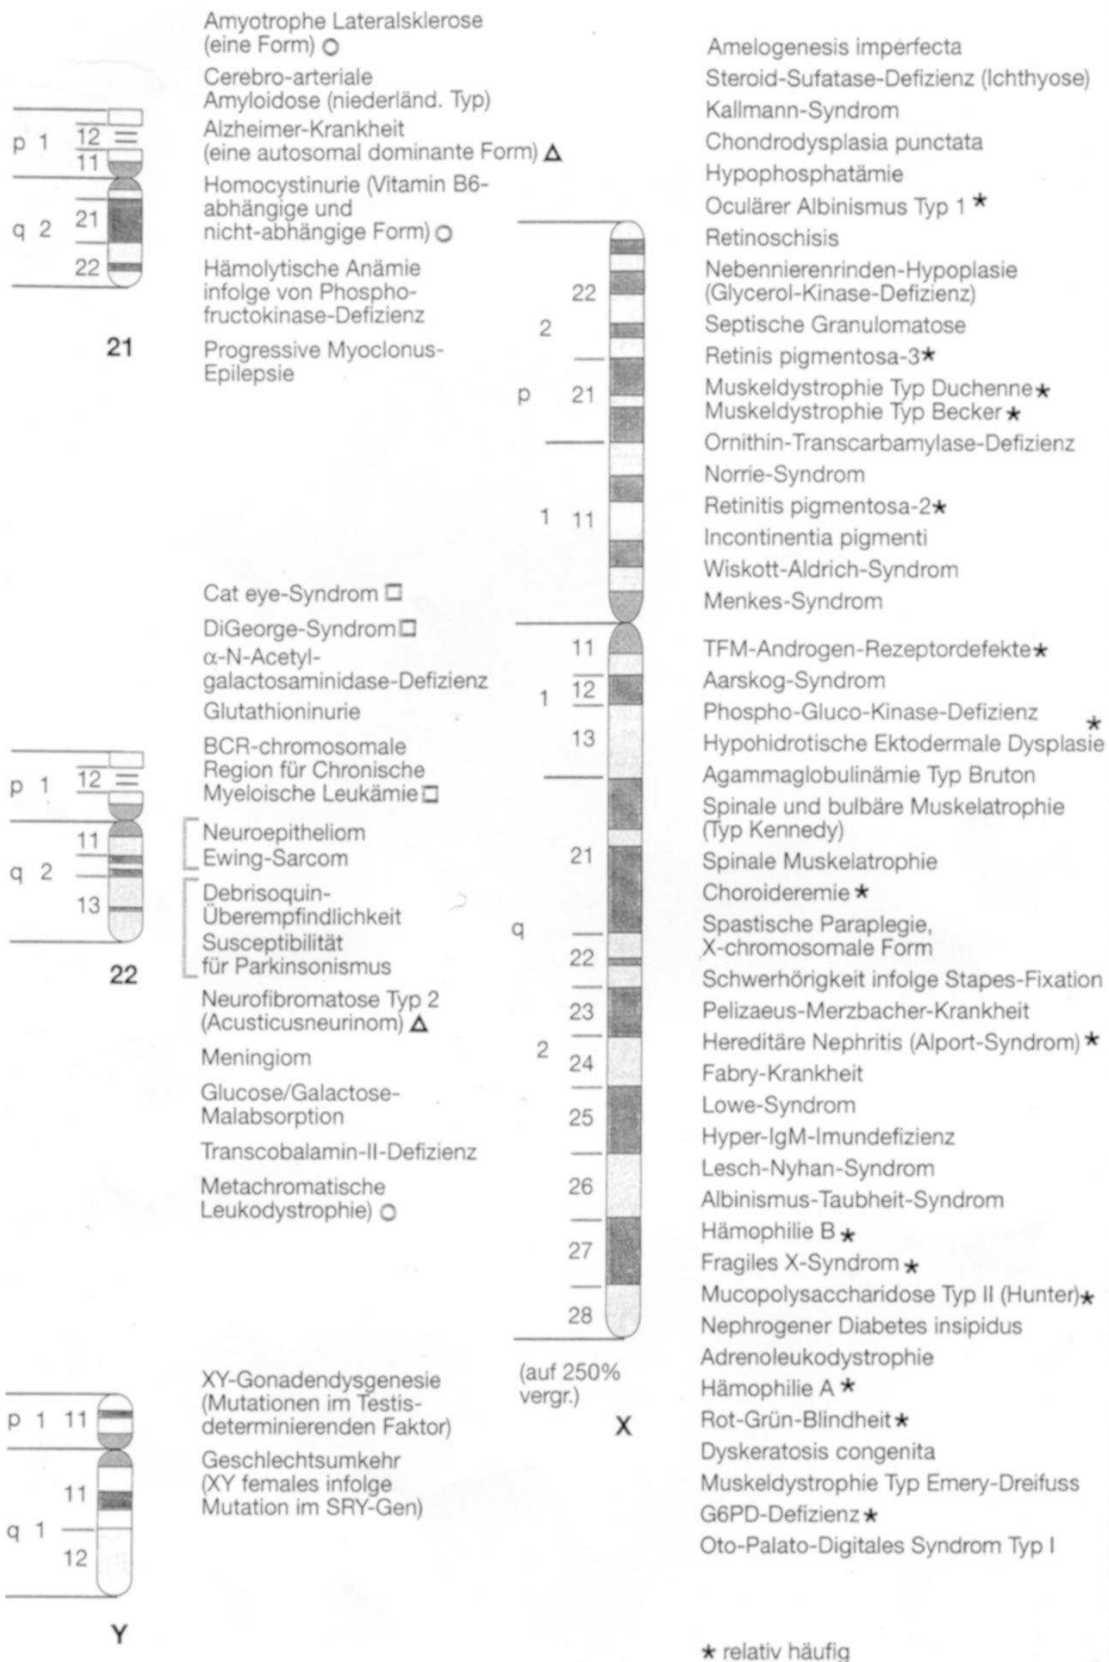 Amyotrophe Lateralsklerose
(eine Form) ○
Cerebro-arteriale
Amyloidose (niederländ. Typ)
Alzheimer-Krankheit
(eine autosomal dominante Form) Δ
Homocystinurie (Vitamin B6-
abhängige und
nicht-abhängige Form) ○
Hämolytische Anämie
infolge von Phospho-
fructokinase-Defizienz
Progressive Myoclonus-
Epilepsie
p 1 12
11
q 2 21
22
21
Cat eye-Syndrom □
DiGeorge-Syndrom □
α-N-Acetyl-
galactosaminidase-Defizienz
Glutathioninurie
BCR-chromosomale
Region für Chronische
Myeloische Leukämie □
Neuroepitheliom
Ewing-Sarcom
Debrisoquin-
Überempfindlichkeit
Susceptibilität
für Parkinsonismus
Neurofibromatose Typ 2
(Acusticusneurinom) Δ
Meningiom
Glucose/Galactose-
Malabsorption
Transcobalamin-II-Defizienz
Metachromatische
Leukodystrophie) ○
p 1 12
11
q 2
13
22
XY-Gonadendysgenesie
(Mutationen im Testis-
determinierenden Faktor)
Geschlechtsumkehr
(XY females infolge
Mutation im SRY-Gen)
p 1 11
11
q 1
12
Y
22
2
p 21
1 11
11
1 12
13
21
q
22
23
2 24
25
26
27
28
(auf 250%
vergr.)
X
Amelogenesis imperfecta
Steroid-Sufatase-Defizienz (Ichthyose)
Kallmann-Syndrom
Chondrodysplasia punctata
Hypophosphatämie
Oculärer Albinismus Typ 1 ★
Retinoschisis
Nebennierenrinden-Hypoplasie
(Glycerol-Kinase-Defizienz)
Septische Granulomatose
Retinis pigmentosa-3★
Muskeldystrophie Typ Duchenne★
Muskeldystrophie Typ Becker★
Ornithin-Transcarbamylase-Defizienz
Norrie-Syndrom
Retinitis pigmentosa-2★
Incontinentia pigmenti
Wiskott-Aldrich-Syndrom
Menkes-Syndrom
TFM-Androgen-Rezeptordefekte★
Aarskog-Syndrom
Phospho-Gluco-Kinase-Defizienz
Hypohidrotische Ektodermale Dysplasie ★
Agammaglobulinämie Typ Bruton
Spinale und bulbäre Muskelatrophie
(Typ Kennedy)
Spinale Muskelatrophie
Choroideremie ★
Spastische Paraplegie,
X-chromosomale Form
Schwerhörigkeit infolge Stapes-Fixation
Pelizaeus-Merzbacher-Krankheit
Hereditäre Nephritis (Alport-Syndrom) ★
Fabry-Krankheit
Lowe-Syndrom
Hyper-IgM-Imundefizienz
Lesch-Nyhan-Syndrom
Albinismus-Taubheit-Syndrom
Hämophilie B ★
Fragiles X-Syndrom ★
Mucopolysaccharidose Typ II (Hunter)★
Nephrogener Diabetes insipidus
Adrenoleukodystrophie
Hämophilie A ★
Rot-Grün-Blindheit★
Dyskeratosis congenita
Muskeldystrophie Typ Emery-Dreifuss
G6PD-Defizienz★
Oto-Palato-Digitales Syndrom Typ I
★ relativ häufig